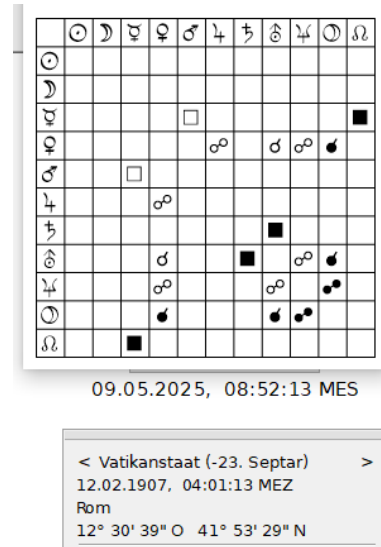 ☉ ☽ ☿ ♀ ♂ ♃ ♄ ⛢ ♆ ☊
☉
☽
☿ □ ■
♀ ☍ ☌ ☍
♂ □
♃ ☍
♄ ■
⛢ ☌ ■ ☍
♆ ☍ ☍
☊ ■
09.05.2025, 08:52:13 MES
< Vatikanstaat (-23. Septar) >
12.02.1907, 04:01:13 MEZ
Rom
12° 30' 39" O 41° 53' 29" N